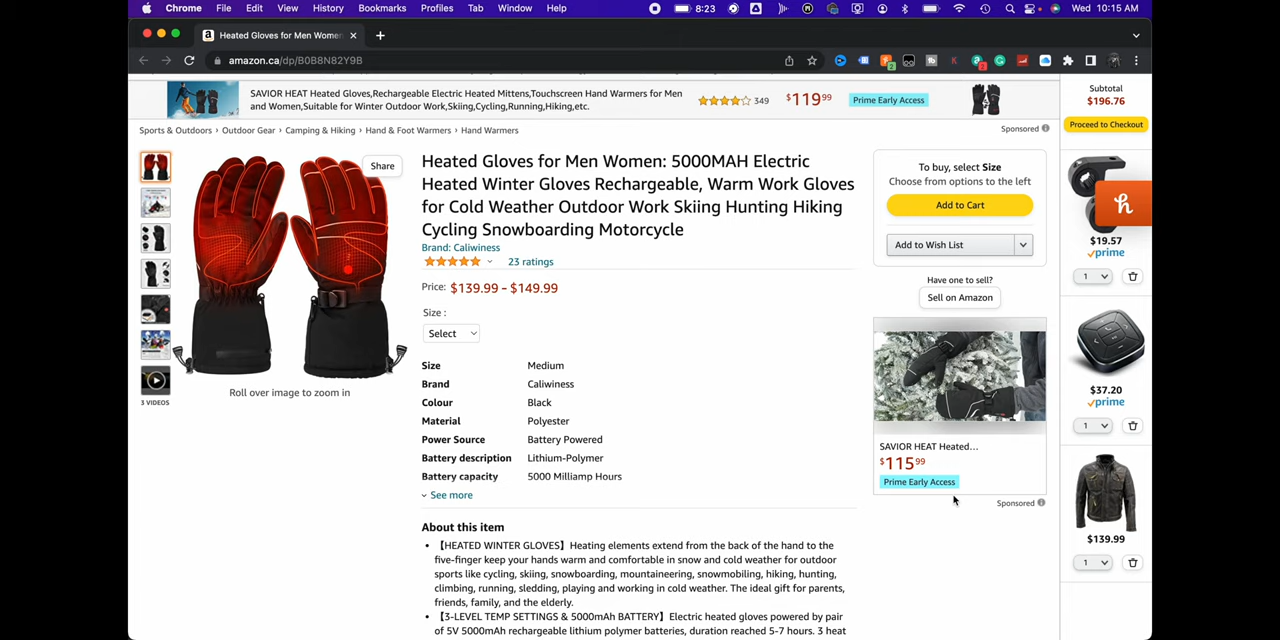 Chrome File Edit View History Bookmarks Profiles Tab Window Help 8:23 Wed 10:15 AM
Heated Gloves for Men Women
amazon.ca/dp/B0B8N82Y9B
SAVIOR HEAT Heated Gloves,Rechargeable Electric Heated Mittens,Touchscreen Hand Warmers for Men
and Women,Suitable for Winter Outdoor Work,Skiing,Cycling,Running,Hiking,etc.
349 $119.99 Prime Early Access
Sponsored
Sports & Outdoors › Outdoor Gear › Camping & Hiking › Hand & Foot Warmers › Hand Warmers
Share
Roll over image to zoom in
3 VIDEOS
Heated Gloves for Men Women: 5000MAH Electric
Heated Winter Gloves Rechargeable, Warm Work Gloves
for Cold Weather Outdoor Work Skiing Hunting Hiking
Cycling Snowboarding Motorcycle
Brand: Caliwiness
23 ratings
Price: $139.99 - $149.99
Size :
Select
Size Medium
Brand Caliwiness
Colour Black
Material Polyester
Power Source Battery Powered
Battery description Lithium-Polymer
Battery capacity 5000 Milliamp Hours
See more
About this item
• 【HEATED WINTER GLOVES】Heating elements extend from the back of the hand to the
five-finger keep your hands warm and comfortable in snow and cold weather for outdoor
sports like cycling, skiing, snowboarding, mountaineering, snowmobiling, hiking, hunting,
climbing, running, sledding, playing and working in cold weather. The ideal gift for parents,
friends, family, and the elderly.
• 【3-LEVEL TEMP SETTINGS & 5000mAh BATTERY】Electric heated gloves powered by pair
of 5V 5000mAh rechargeable lithium polymer batteries, duration reached 5-7 hours. 3 heat
To buy, select Size
Choose from options to the left
Add to Cart
Add to Wish List
Have one to sell?
Sell on Amazon
SAVIOR HEAT Heated...
$115.99
Prime Early Access
Sponsored
Subtotal
$196.76
Proceed to Checkout
h
$19.57
prime
1
$37.20
prime
1
$139.99
1